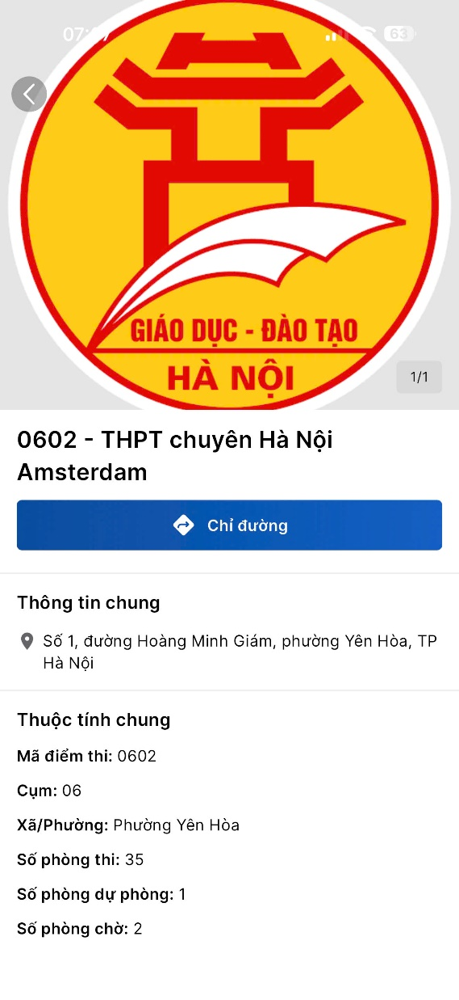 63
GIÁO DỤC - ĐÀO TẠO
HÀ NỘI
1/1
0602 - THPT chuyên Hà Nội
Amsterdam
Chỉ đường
Thông tin chung
Số 1, đường Hoàng Minh Giám, phường Yên Hòa, TP
Hà Nội
Thuộc tính chung
Mã điểm thi: 0602
Cụm: 06
Xã/Phường: Phường Yên Hòa
Số phòng thi: 35
Số phòng dự phòng: 1
Số phòng chờ: 2